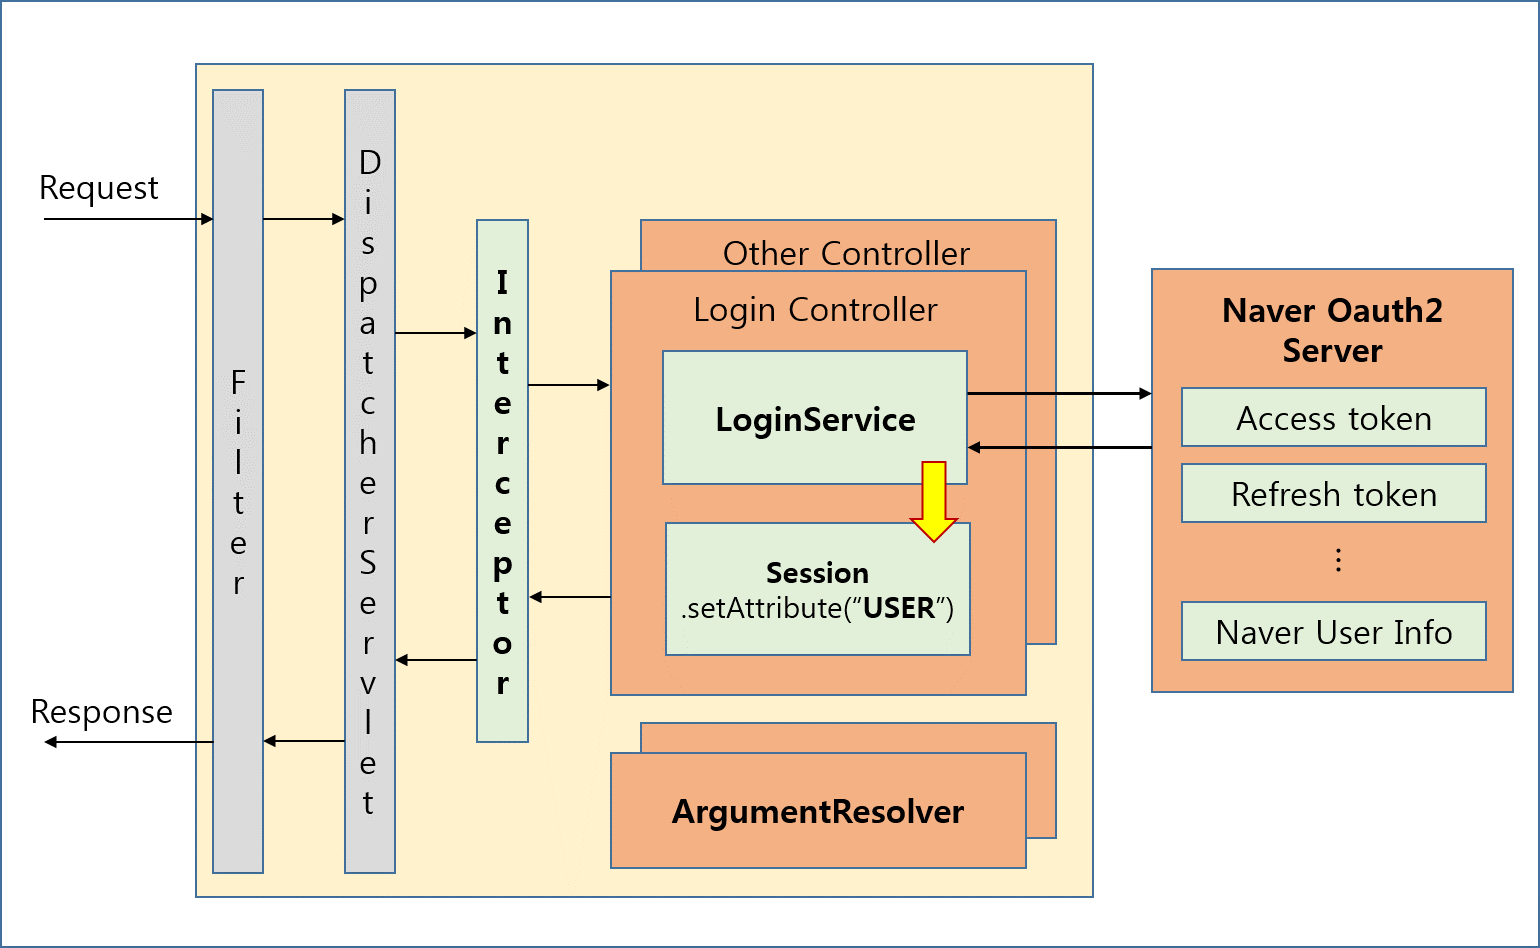 Request
Response
Filter
DispatcherServlet
Interceptor
Other Controller
Login Controller
LoginService
Session
.setAttribute(“USER”)
ArgumentResolver
Naver Oauth2
Server
Access token
Refresh token
⋮
Naver User Info